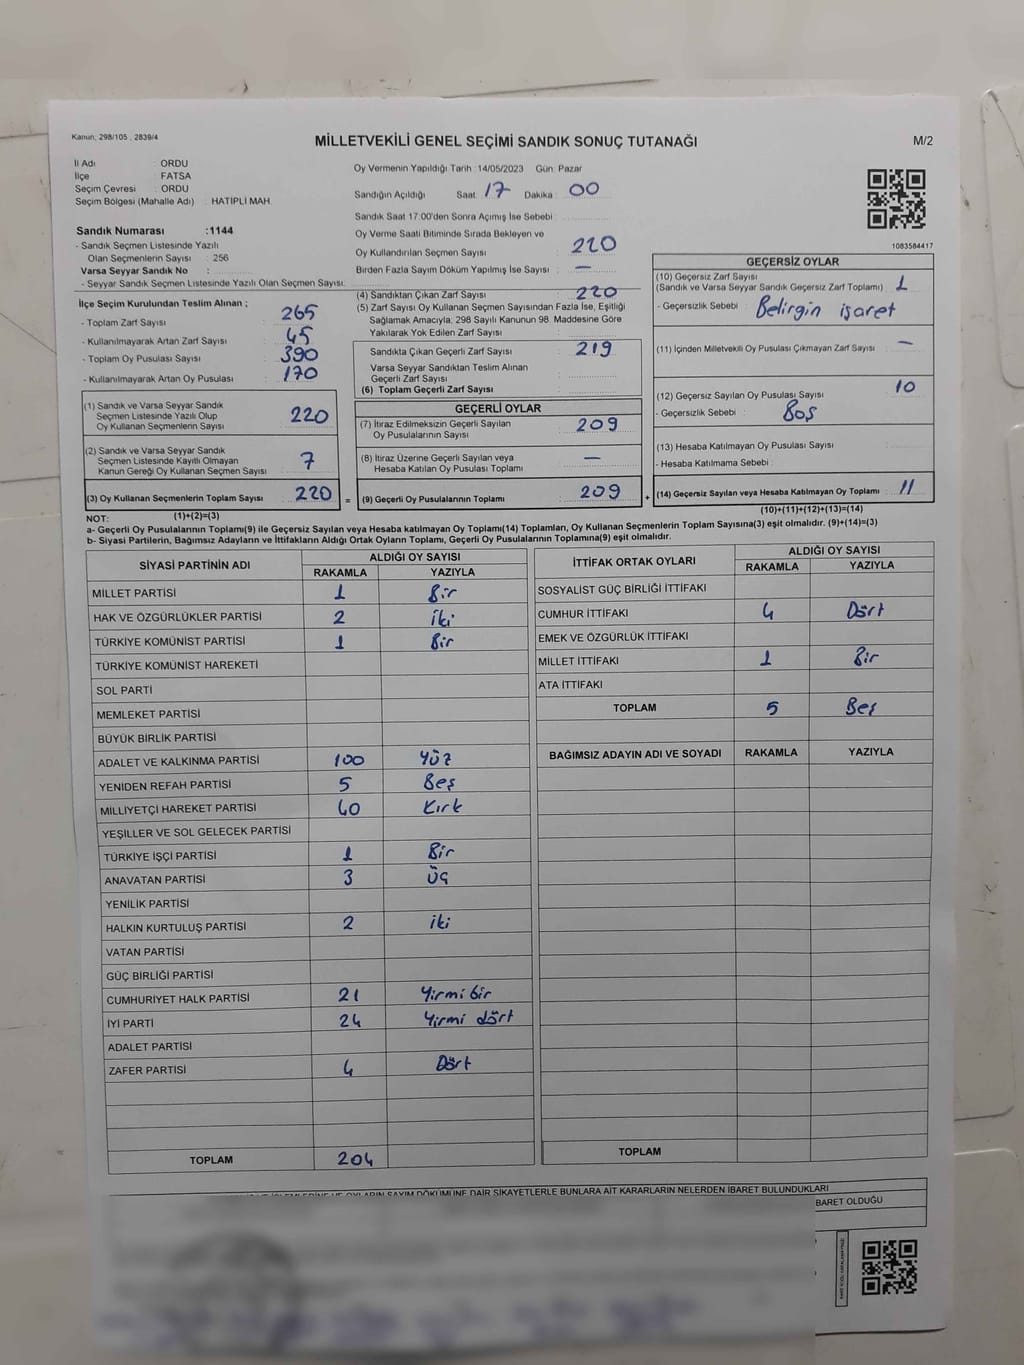 Kanun; 298/105 , 2839/4
MİLLETVEKİLİ GENEL SEÇİMİ SANDIK SONUÇ TUTANAĞI
M/2
İl Adı : ORDU
İlçe : FATSA
Seçim Çevresi : ORDU
Seçim Bölgesi (Mahalle Adı) : HATIPLI MAH.
Sandık Numarası :1144
- Sandık Seçmen Listesinde Yazılı
Olan Seçmenlerin Sayısı : 256
Varsa Seyyar Sandık No :
- Seyyar Sandık Seçmen Listesinde Yazılı Olan Seçmen Sayısı:
Oy Vermenin Yapıldığı Tarih :14/05/2023 Gün: Pazar
Sandığın Açıldığı Saat: 17 Dakika: 00
Sandık Saat 17:00'den Sonra Açımış İse Sebebi :
Oy Verme Saati Bitiminde Sırada Bekleyen ve
Oy Kullandırılan Seçmen Sayısı : 220
Birden Fazla Sayım Döküm Yapılmış İse Sayısı : —
1083584417
İlçe Seçim Kurulundan Teslim Alınan ;
- Toplam Zarf Sayısı : 265
- Kullanılmayarak Artan Zarf Sayısı : 45
- Toplam Oy Pusulası Sayısı : 390
- Kullanılmayarak Artan Oy Pusulası : 170
(1) Sandık ve Varsa Seyyar Sandık
Seçmen Listesinde Yazılı Olup
Oy Kullanan Seçmenlerin Sayısı : 220
(2) Sandık ve Varsa Seyyar Sandık
Seçmen Listesinde Kayıtlı Olmayan
Kanun Gereği Oy Kullanan Seçmen Sayısı : 7
(3) Oy Kullanan Seçmenlerin Toplam Sayısı : 220 =
(1)+(2)=(3)
(4) Sandıktan Çıkan Zarf Sayısı : 220
(5) Zarf Sayısı Oy Kullanan Seçmen Sayısından Fazla İse, Eşitliği
Sağlamak Amacıyla, 298 Sayılı Kanunun 98. Maddesine Göre
Yakılarak Yok Edilen Zarf Sayısı :
Sandıkta Çıkan Geçerli Zarf Sayısı : 219
Varsa Seyyar Sandıktan Teslim Alınan
Geçerli Zarf Sayısı :
(6) Toplam Geçerli Zarf Sayısı :
GEÇERLİ OYLAR
(7) İtiraz Edilmeksizin Geçerli Sayılan
Oy Pusulalarının Sayısı : 209
(8) İtiraz Üzerine Geçerli Sayılan veya
Hesaba Katılan Oy Pusulası Toplamı : —
(9) Geçerli Oy Pusulalarının Toplamı : 209 +
GEÇERSİZ OYLAR
(10) Geçersiz Zarf Sayısı
(Sandık ve Varsa Seyyar Sandık Geçersiz Zarf Toplamı) : 1
- Geçersizlik Sebebi : Belirgin işaret
(11) İçinden Milletvekili Oy Pusulası Çıkmayan Zarf Sayısı : —
(12) Geçersiz Sayılan Oy Pusulası Sayısı : 10
- Geçersizlik Sebebi : Boş
(13) Hesaba Katılmayan Oy Pusulası Sayısı :
- Hesaba Katılmama Sebebi :
(14) Geçersiz Sayılan veya Hesaba Katılmayan Oy Toplamı : 11
(10)+(11)+(12)+(13)=(14)
NOT:
a- Geçerli Oy Pusulalarının Toplamı(9) ile Geçersiz Sayılan veya Hesaba katılmayan Oy Toplamı(14) Toplamları, Oy Kullanan Seçmenlerin Toplam Sayısına(3) eşit olmalıdır. (9)+(14)=(3)
b- Siyasi Partilerin, Bağımsız Adayların ve İttifakların Aldığı Ortak Oyların Toplamı, Geçerli Oy Pusulalarının Toplamına(9) eşit olmalıdır.
SİYASİ PARTİNİN ADI ALDIĞI OY SAYISI
RAKAMLA YAZIYLA
MİLLET PARTİSİ 1 Bir
HAK VE ÖZGÜRLÜKLER PARTİSİ 2 iki
TÜRKİYE KOMÜNİST PARTİSİ 1 Bir
TÜRKİYE KOMÜNİST HAREKETİ
SOL PARTİ
MEMLEKET PARTİSİ
BÜYÜK BİRLİK PARTİSİ
ADALET VE KALKINMA PARTİSİ 100 Yüz
YENİDEN REFAH PARTİSİ 5 Beş
MİLLİYETÇİ HAREKET PARTİSİ 40 Kırk
YEŞİLLER VE SOL GELECEK PARTİSİ
TÜRKİYE İŞÇİ PARTİSİ 1 Bir
ANAVATAN PARTİSİ 3 üç
YENİLİK PARTİSİ
HALKIN KURTULUŞ PARTİSİ 2 iki
VATAN PARTİSİ
GÜÇ BİRLİĞİ PARTİSİ
CUMHURİYET HALK PARTİSİ 21 Yirmi bir
İYİ PARTİ 24 Yirmi dört
ADALET PARTİSİ
ZAFER PARTİSİ 4 Dört
TOPLAM 204
İTTİFAK ORTAK OYLARI ALDIĞI OY SAYISI
RAKAMLA YAZIYLA
SOSYALİST GÜÇ BİRLİĞİ İTTİFAKI
CUMHUR İTTİFAKI 4 Dört
EMEK VE ÖZGÜRLÜK İTTİFAKI
MİLLET İTTİFAKI 1 Bir
ATA İTTİFAKI
TOPLAM 5 Beş
BAĞIMSIZ ADAYIN ADI VE SOYADI RAKAMLA YAZIYLA
TOPLAM
OYLARIN SAYIM DÖKÜMÜNE DAİR ŞİKAYETLERLE BUNLARA AİT KARARLARIN NELERDEN İBARET BULUNDUKLARI
BARET OLDUĞU